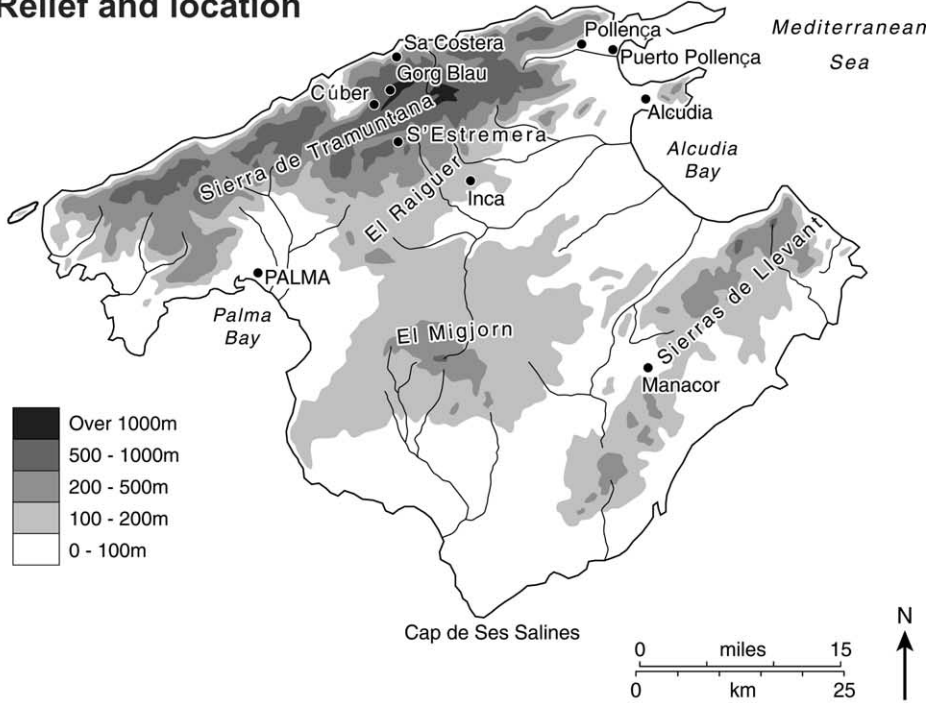 Relief and location
Pollença
Mediterranean
Sea
Sa Costera
Puerto Pollença
Gorg Blau
Cúber
Alcudia
S'Estremera
Sierra de Tramuntana
Alcudia
Bay
El Raiguer
Inca
PALMA
Palma
Bay
Sierras de Llevant
El Migjorn
Manacor
Over 1000m
500 - 1000m
200 - 500m
100 - 200m
0 - 100m
Cap de Ses Salines
N
0 miles 15
0 km 25